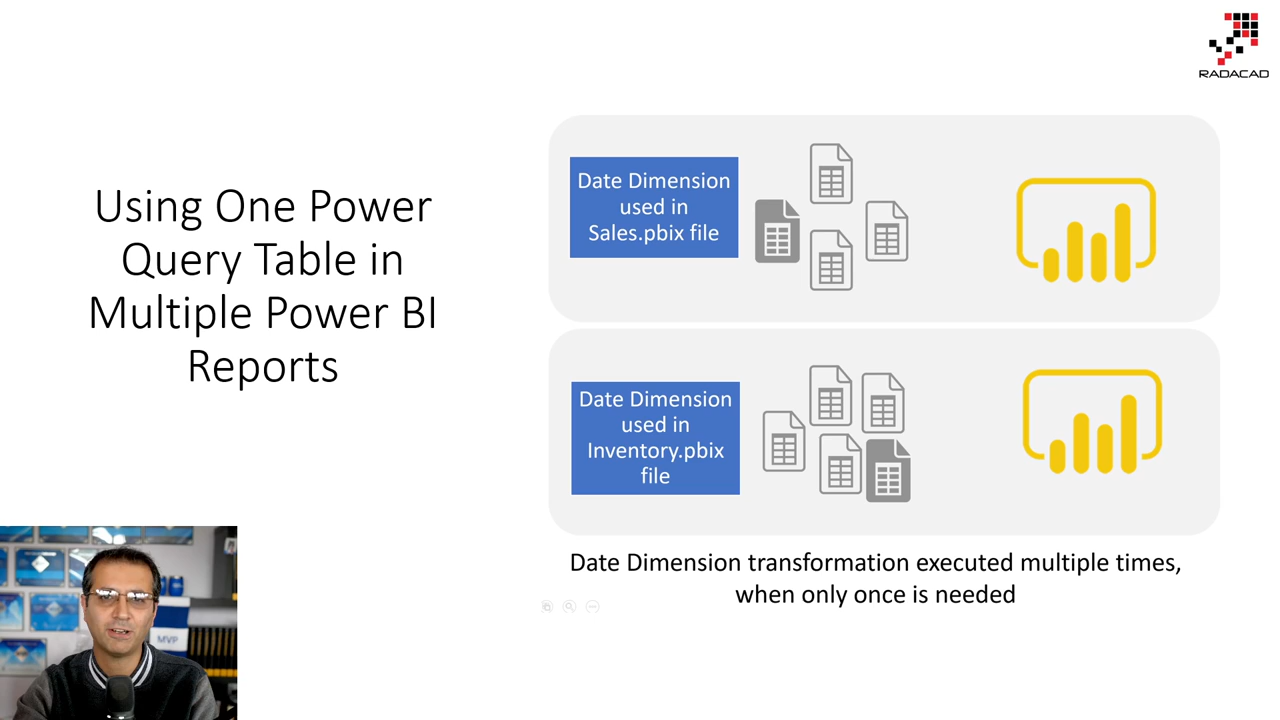 RADACAD
Using One Power
Query Table in
Multiple Power BI
Reports
Date Dimension
used in
Sales.pbix file
Date Dimension
used in
Inventory.pbix
file
Date Dimension transformation executed multiple times,
when only once is needed
MVP